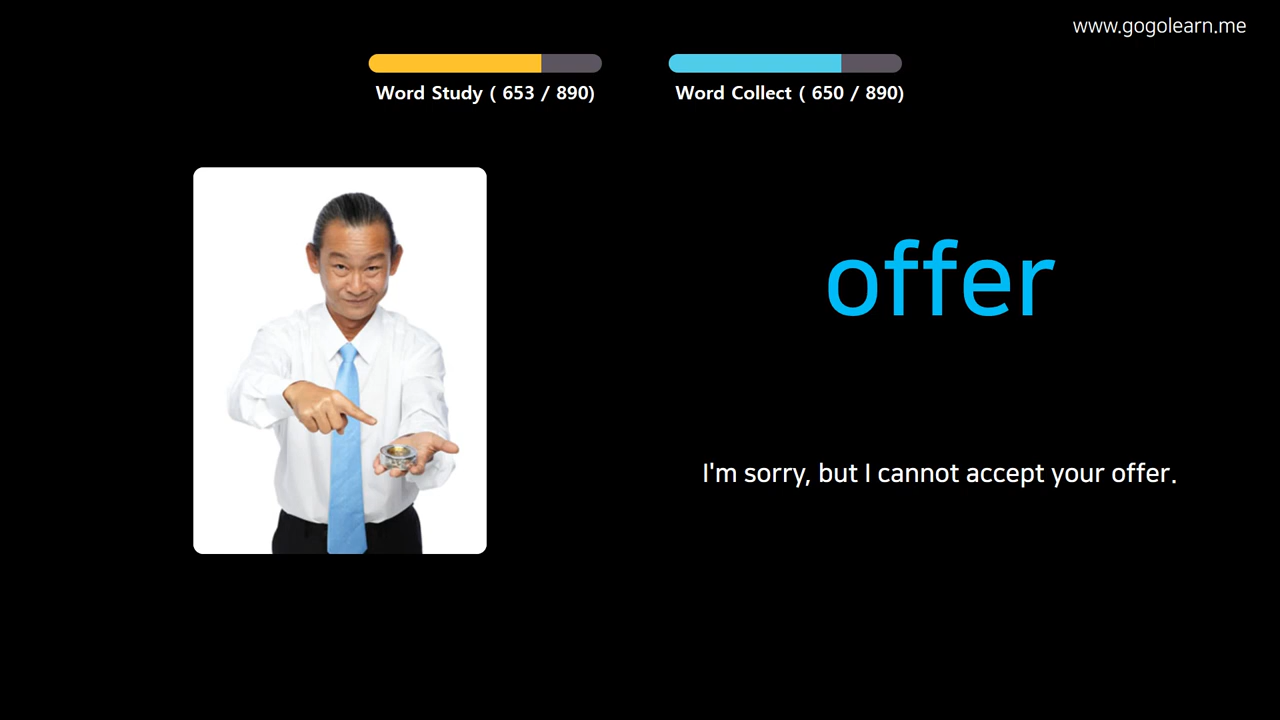 www.gogolearn.me
Word Study ( 653 / 890)
Word Collect ( 650 / 890)
offer
I'm sorry, but I cannot accept your offer.